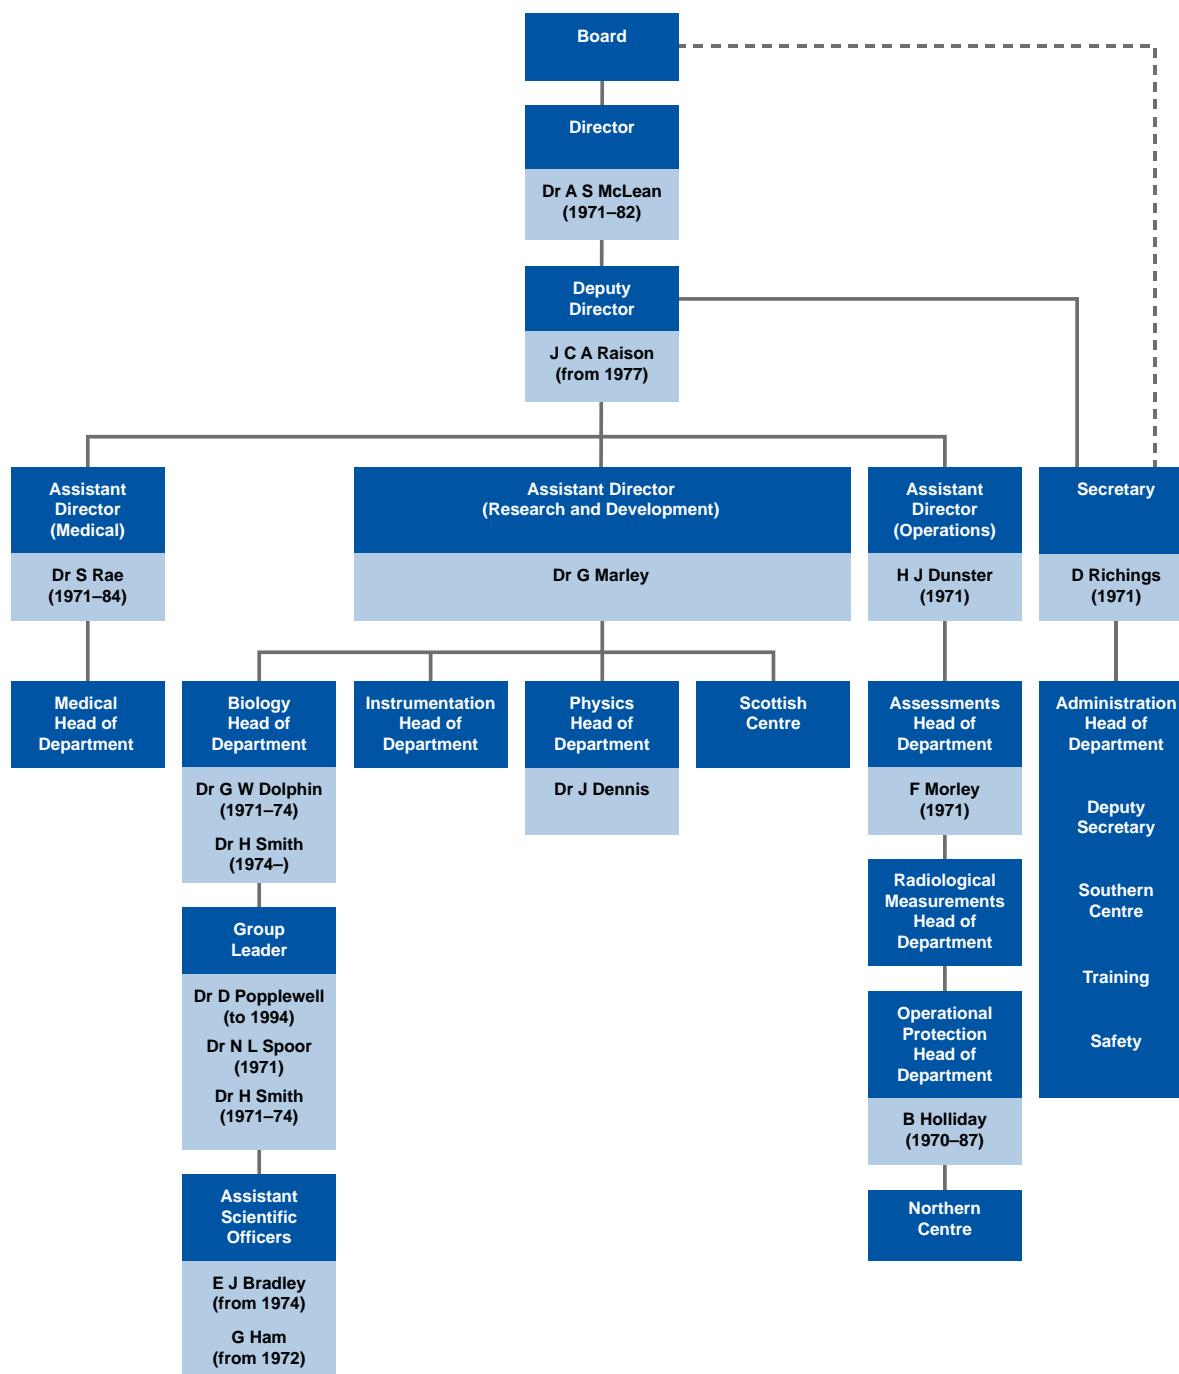 Board
Director
Dr A S McLean
(1971–82)
Deputy
Director
J C A Raison
(from 1977)
Assistant
Director
(Medical)
Dr S Rae
(1971–84)
Assistant Director
(Research and Development)
Dr G Marley
Assistant
Director
(Operations)
H J Dunster
(1971)
Secretary
D Richings
(1971)
Medical
Head of
Department
Biology
Head of
Department
Dr G W Dolphin
(1971–74)
Dr H Smith
(1974–)
Group
Leader
Dr D Popplewell
(to 1994)
Dr N L Spoor
(1971)
Dr H Smith
(1971–74)
Assistant
Scientific
Officers
E J Bradley
(from 1974)
G Ham
(from 1972)
Instrumentation
Head of
Department
Physics
Head of
Department
Dr J Dennis
Scottish
Centre
Assessments
Head of
Department
F Morley
(1971)
Radiological
Measurements
Head of
Department
Operational
Protection
Head of
Department
B Holliday
(1970–87)
Northern
Centre
Administration
Head of
Department
Deputy
Secretary
Southern
Centre
Training
Safety